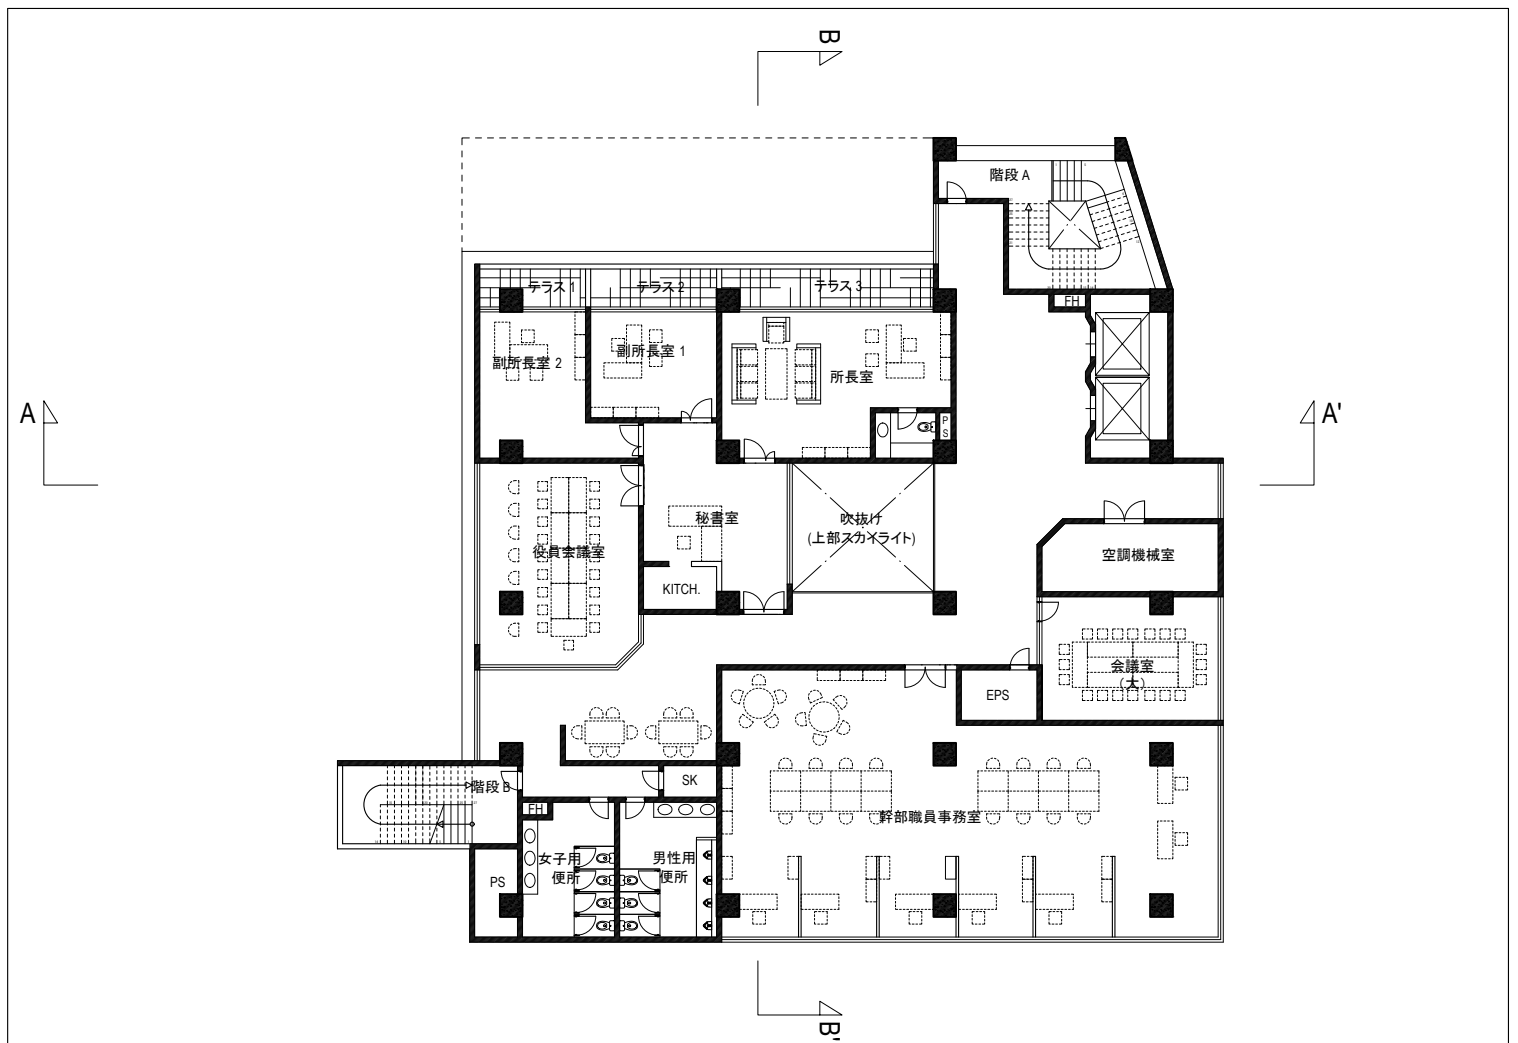 B
階段 A
FH
テラス 1
テラス 2
テラス 3
副所長室 2
副所長室 1
所長室
P
S
A
A'
秘書室
吹抜け
(上部スカイライト)
役員会議室
空調機械室
KITCH.
会議室
(大)
EPS
階段 B
SK
FH
幹部職員事務室
女子用
便所
男性用
便所
PS
B'